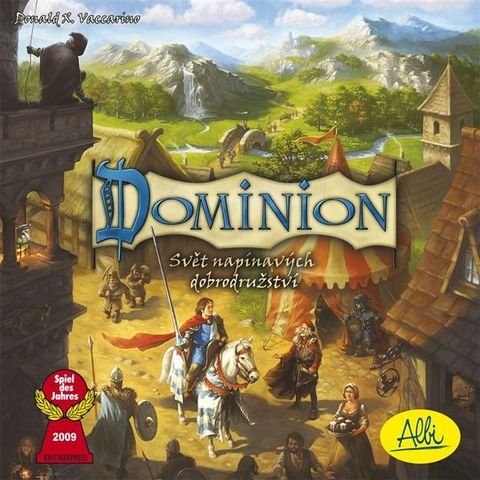 Donald X. Vaccarino
DOMINION
Svět napínavých
dobrodružství
Spiel
des
Jahres
2009
KRITIKERPREIS
Albi